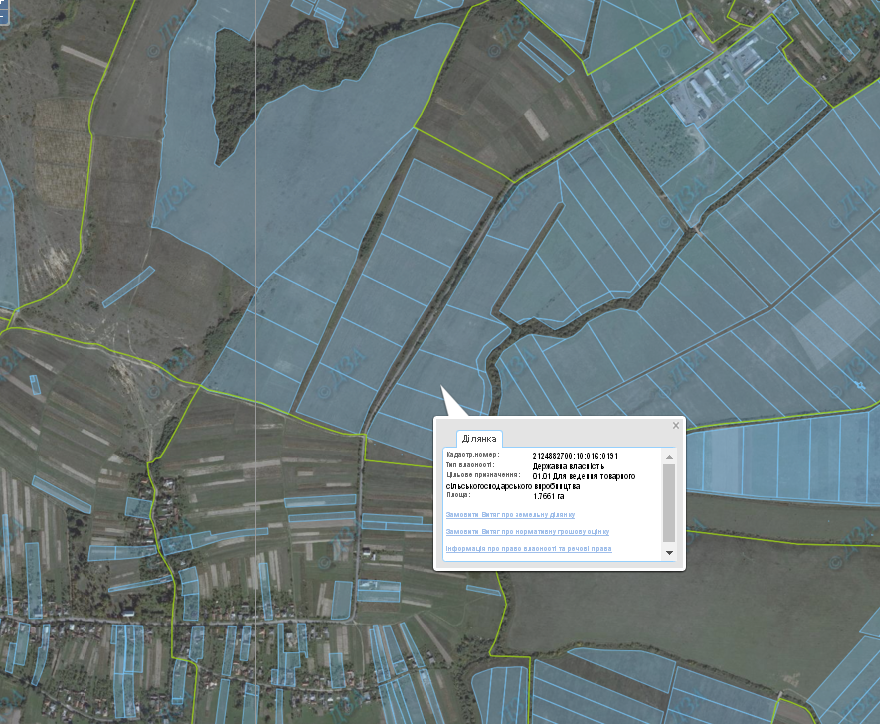 Ділянка
Кадастр.номер: 2124882700:10:016:0191
Тип власності: Державна власність
Цільове призначення: 01.01 Для ведення товарного
сільськогосподарського виробництва
Площа: 1.7661 га
Замовити Витяг про земельну ділянку
Замовити Витяг про нормативну грошову оцінку
Інформація про право власності та речові права
© ДЗА